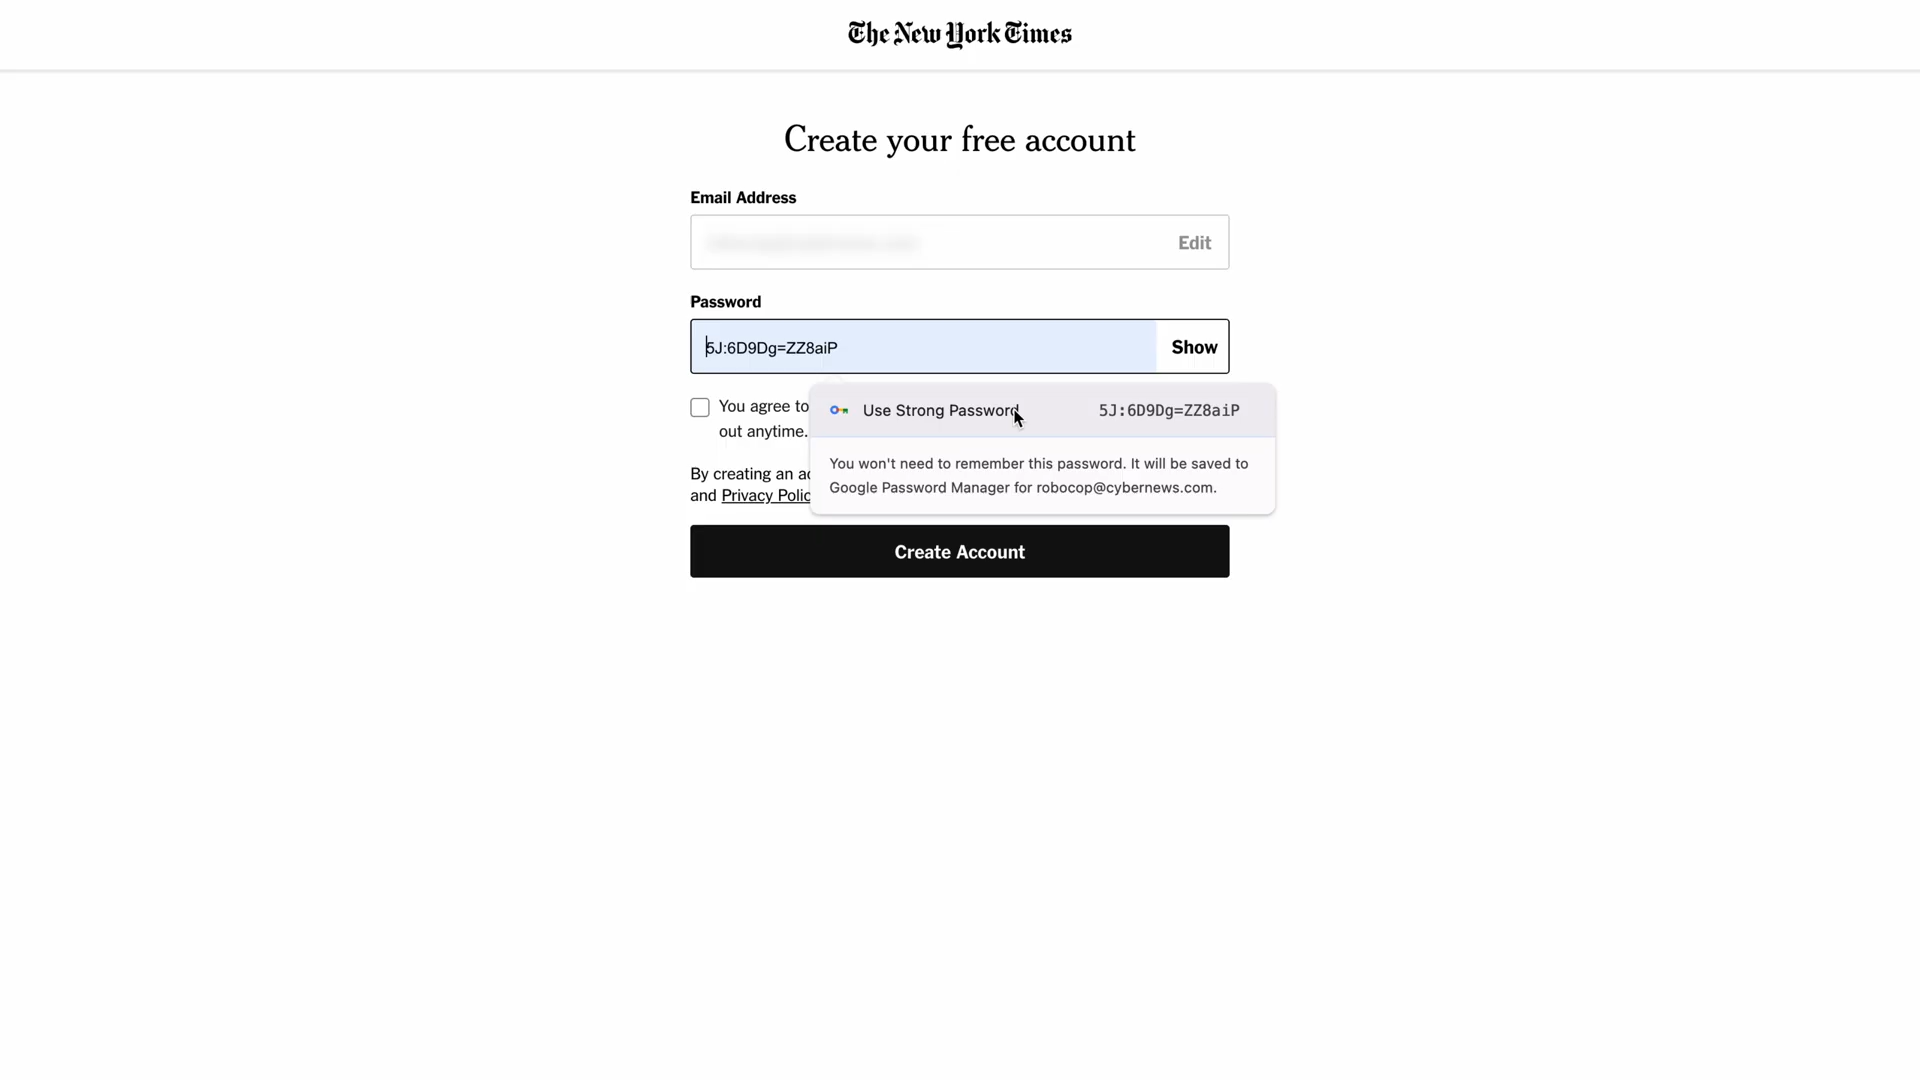 The New York Times
Create your free account
Email Address
Edit
Password
5J:6D9Dg=ZZ8aiP
Show
You agree to
out anytime.
Use Strong Password
5J:6D9Dg=ZZ8aiP
You won't need to remember this password. It will be saved to
Google Password Manager for robocop@cybernews.com.
By creating an
and Privacy
Create Account